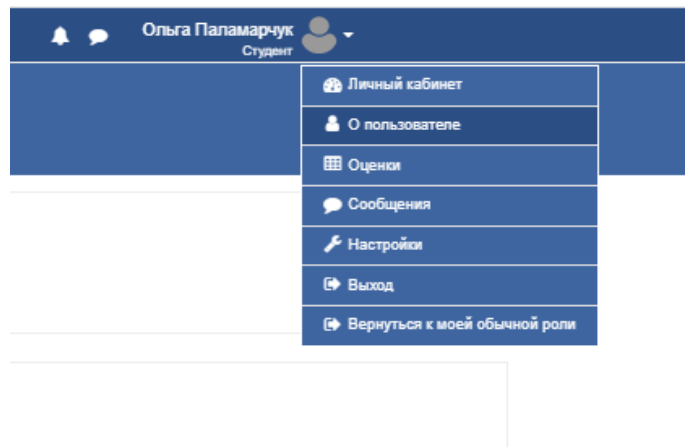 Ольга Паламарчук
Студент
Личный кабинет
О пользователе
Оценки
Сообщения
Настройки
Выход
Вернуться к моей обычной роли